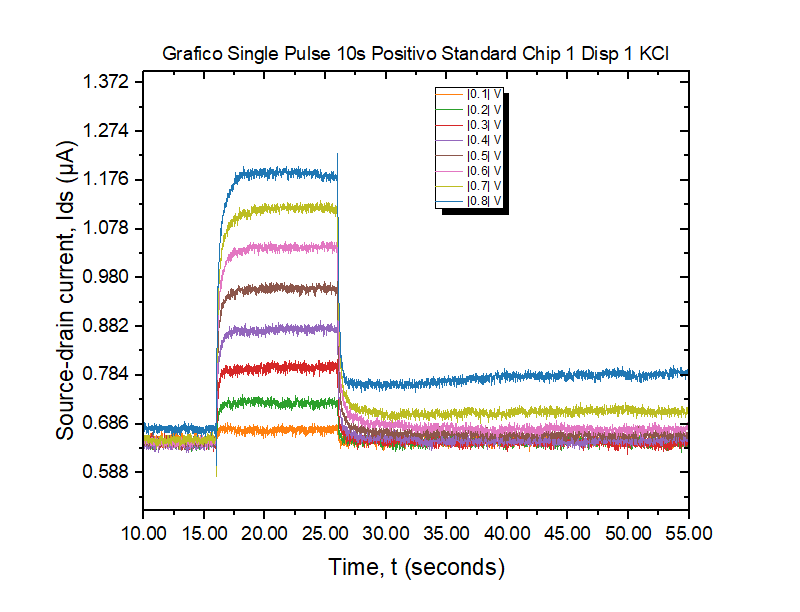 Grafico Single Pulse 10s Positivo Standard Chip 1 Disp 1 KCl
|0.1| V
|0.2| V
|0.3| V
|0.4| V
|0.5| V
|0.6| V
|0.7| V
|0.8| V
Source-drain current, Ids (µA)
1.372
1.274
1.176
1.078
0.980
0.882
0.784
0.686
0.588
10.00 15.00 20.00 25.00 30.00 35.00 40.00 45.00 50.00 55.00
Time, t (seconds)